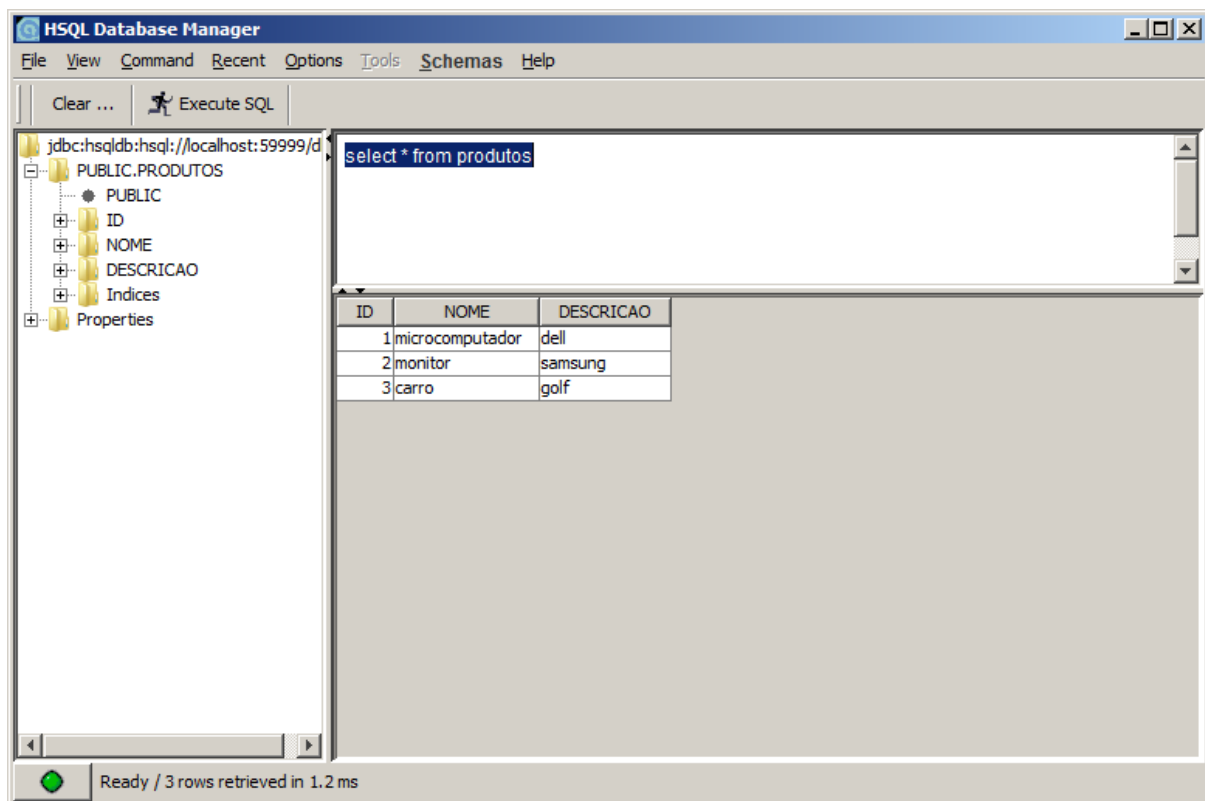 HSQL Database Manager
File View Command Recent Options Tools Schemas Help
Clear ... Execute SQL
jdbc:hsqldb:hsql://localhost:59999/d
PUBLIC.PRODUTOS
PUBLIC
ID
NOME
DESCRICAO
Indices
Properties
select * from produtos
ID NOME DESCRICAO
1 microcomputador dell
2 monitor samsung
3 carro golf
Ready / 3 rows retrieved in 1.2 ms